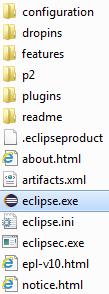 configuration
dropins
features
p2
plugins
readme
.eclipseproduct
about.html
artifacts.xml
eclipse.exe
eclipse.ini
eclipsec.exe
epl-v10.html
notice.html